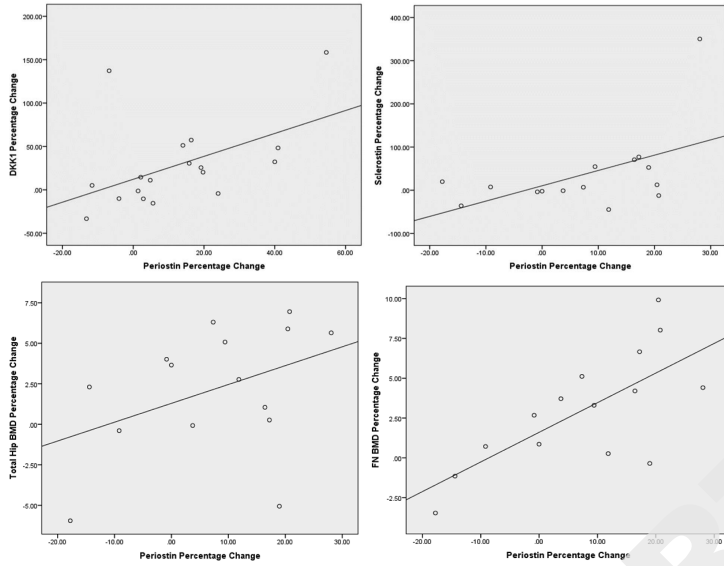 200.00
150.00
100.00
50.00
.00
-50.00
DKK1 Percentage Change
-20.00 .00 20.00 40.00 60.00
Periostin Percentage Change
400.00
300.00
200.00
100.00
.00
-100.00
Sclerostin Percentage Change
-20.00 -10.00 .00 10.00 20.00 30.00
Periostin Percentage Change
7.50
5.00
2.50
.00
-2.50
-5.00
Total Hip BMD Percentage Change
-20.00 -10.00 .00 10.00 20.00 30.00
Periostin Percentage Change
10.00
7.50
5.00
2.50
.00
-2.50
FN BMD Percentage Change
-20.00 -10.00 .00 10.00 20.00 30.00
Periostin Percentage Change